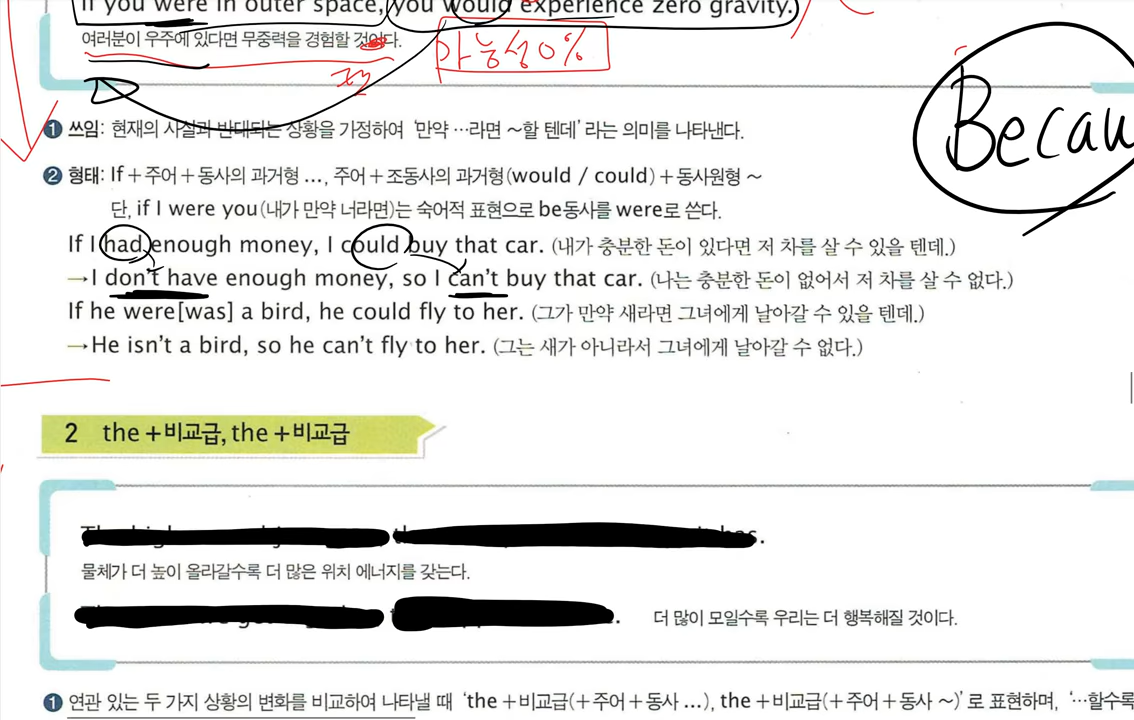 If you were in outer space, you would experience zero gravity.
여러분이 우주에 있다면 무중력을 경험할 것이다.
가능성 0%
❶ 쓰임: 현재의 사실과 반대되는 상황을 가정하여 ‘만약 …라면 ~할 텐데’ 라는 의미를 나타낸다.
Becau
❷ 형태: If + 주어 + 동사의 과거형 …, 주어 + 조동사의 과거형(would / could) + 동사원형 ~
단, if I were you(내가 만약 너라면)는 숙어적 표현으로 be동사를 were로 쓴다.
If I had enough money, I could buy that car. (내가 충분한 돈이 있다면 저 차를 살 수 있을 텐데.)
→ I don’t have enough money, so I can’t buy that car. (나는 충분한 돈이 없어서 저 차를 살 수 없다.)
If he were[was] a bird, he could fly to her. (그가 만약 새라면 그녀에게 날아갈 수 있을 텐데.)
→ He isn’t a bird, so he can’t fly to her. (그는 새가 아니라서 그녀에게 날아갈 수 없다.)
2 the + 비교급, the + 비교급
물체가 더 높이 올라갈수록 더 많은 위치 에너지를 갖는다.
더 많이 모일수록 우리는 더 행복해질 것이다.
❶ 연관 있는 두 가지 상황의 변화를 비교하여 나타낼 때 ‘the + 비교급(+ 주어 + 동사 …), the + 비교급(+ 주어 + 동사 ~)’로 표현하며, ‘…할수록